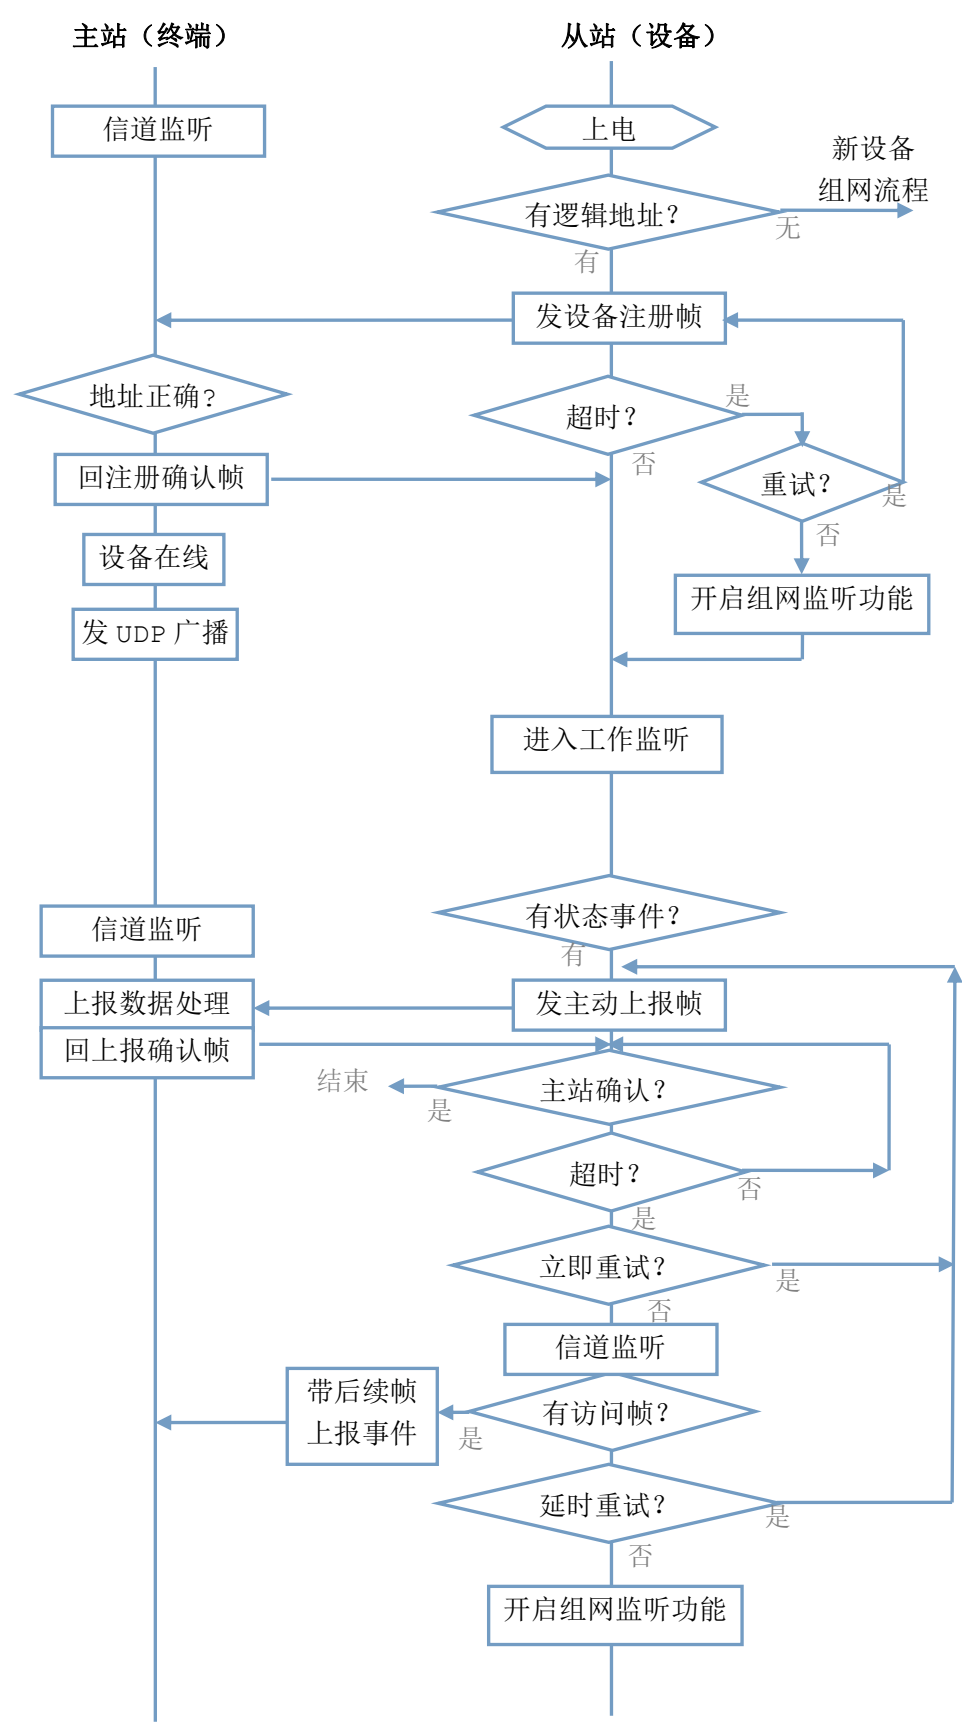 主站（终端）
从站（设备）
信道监听
上电
新设备
组网流程
有逻辑地址？
无
有
发设备注册帧
地址正确？
超时？
是
否
重试？
是
回注册确认帧
否
设备在线
开启组网监听功能
发 UDP 广播
进入工作监听
有状态事件？
信道监听
有
上报数据处理
发主动上报帧
回上报确认帧
结束
主站确认？
是
超时？
否
是
立即重试？
是
否
信道监听
带后续帧
上报事件
有访问帧？
是
延时重试？
是
否
开启组网监听功能